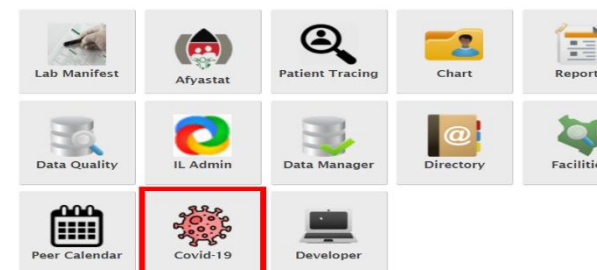 Lab Manifest
Afyastat
Patient Tracing
Chart
Report
Data Quality
IL Admin
Data Manager
@
Directory
Faciliti
Peer Calendar
Covid-19
Developer